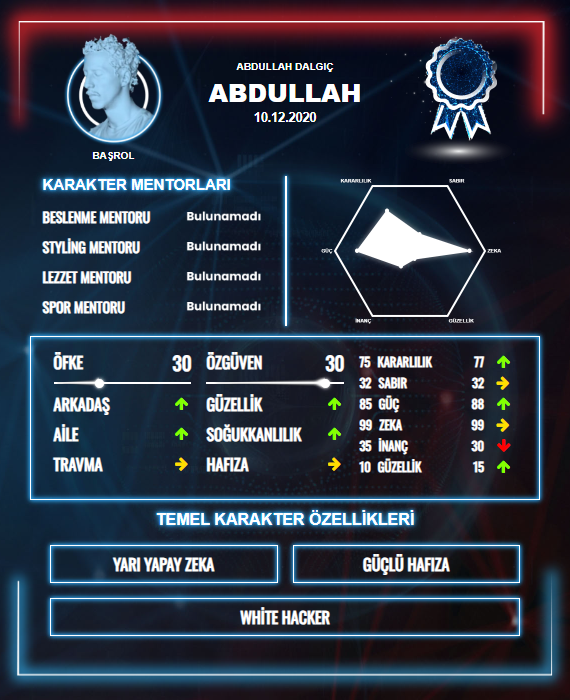 ABDULLAH DALGIÇ
ABDULLAH
10.12.2020
BAŞROL
KARAKTER MENTORLARI
BESLENME MENTORU Bulunamadı
STYLİNG MENTORU Bulunamadı
LEZZET MENTORU Bulunamadı
SPOR MENTORU Bulunamadı
KARARLILIK SABIR
GÜÇ ZEKA
İNANÇ GÜZELLİK
ÖFKE 30
ARKADAŞ
AİLE
TRAVMA
ÖZGÜVEN 30
GÜZELLİK
SOĞUKKANLILIK
HAFIZA
75 KARARLILIK 77
32 SABIR 32
85 GÜÇ 88
99 ZEKA 99
35 İNANÇ 30
10 GÜZELLİK 15
TEMEL KARAKTER ÖZELLİKLERİ
YARI YAPAY ZEKA
GÜÇLÜ HAFIZA
WHİTE HACKER